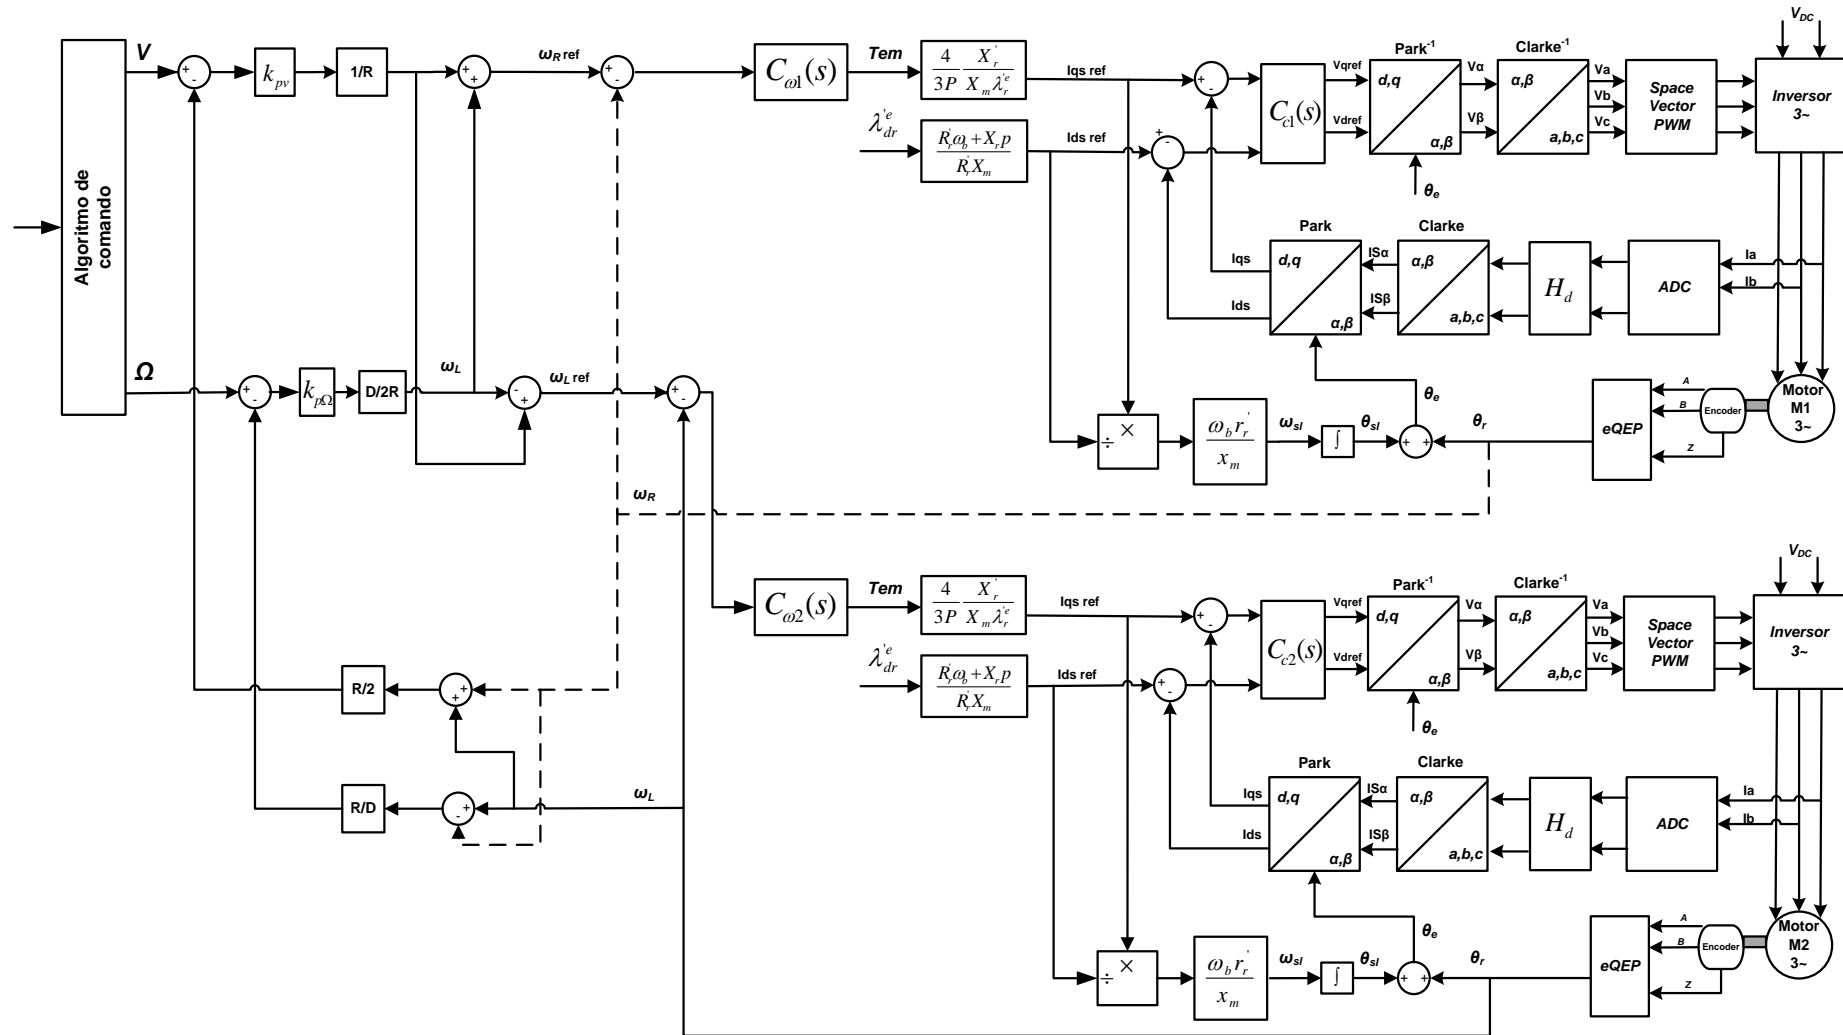 Algoritmo de
comando
V
+
-
k_pv
1/R
+
+
ω_R ref
+
-
C_ω1(s)
Tem
4/3P X'_r/X_m λ'^e_r
Iqs ref
+
-
λ'^e_dr
R'_r ω_b + X_r p / R'_r X_m
Ids ref
+
-
C_c1(s)
Vqref
Vdref
Park^-1
d,q
α,β
θ_e
Vα
Vβ
Clarke^-1
α,β
a,b,c
Va
Vb
Vc
Space
Vector
PWM
V_DC
Inversor
3~
Park
d,q
α,β
Iqs
Ids
ISα
ISβ
Clarke
α,β
a,b,c
H_d
ADC
Ia
Ib
Ω
+
-
k_pΩ
D/2R
ω_L
-
+
ω_L ref
+
-
÷
×
ω_b r'_r / x_m
ω_sl
∫
θ_sl
+
+
θ_e
θ_r
eQEP
A
B
Z
Encoder
Motor
M1
3~
ω_R
C_ω2(s)
Tem
4/3P X'_r/X_m λ'^e_r
Iqs ref
+
-
λ'^e_dr
R'_r ω_b + X_r p / R'_r X_m
Ids ref
+
-
C_c2(s)
Vqref
Vdref
Park^-1
d,q
α,β
θ_e
Vα
Vβ
Clarke^-1
α,β
a,b,c
Va
Vb
Vc
Space
Vector
PWM
V_DC
Inversor
3~
R/2
+
+
R/D
+
-
ω_L
Park
d,q
α,β
Iqs
Ids
ISα
ISβ
Clarke
α,β
a,b,c
H_d
ADC
Ia
Ib
÷
×
ω_b r'_r / x_m
ω_sl
∫
θ_sl
+
+
θ_e
θ_r
eQEP
A
B
Z
Encoder
Motor
M2
3~